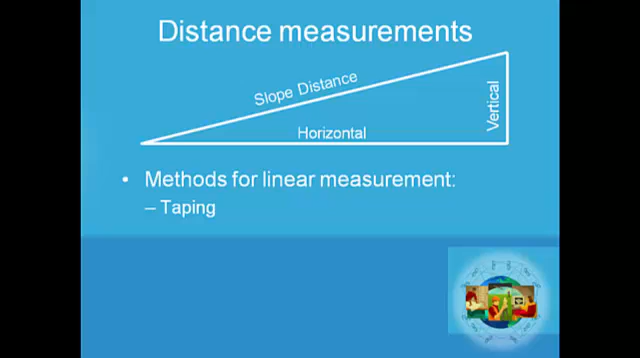 Distance measurements
Slope Distance
Vertical
Horizontal
• Methods for linear measurement:
– Taping